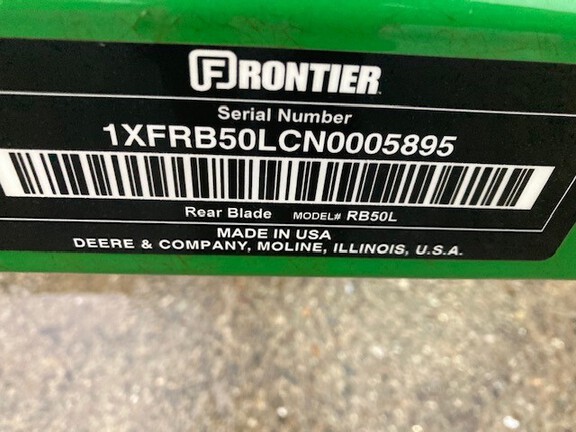 FRONTIER
Serial Number
1XFRB50LCN0005895
Rear Blade MODEL# RB50L
MADE IN USA
DEERE & COMPANY, MOLINE, ILLINOIS, U.S.A.